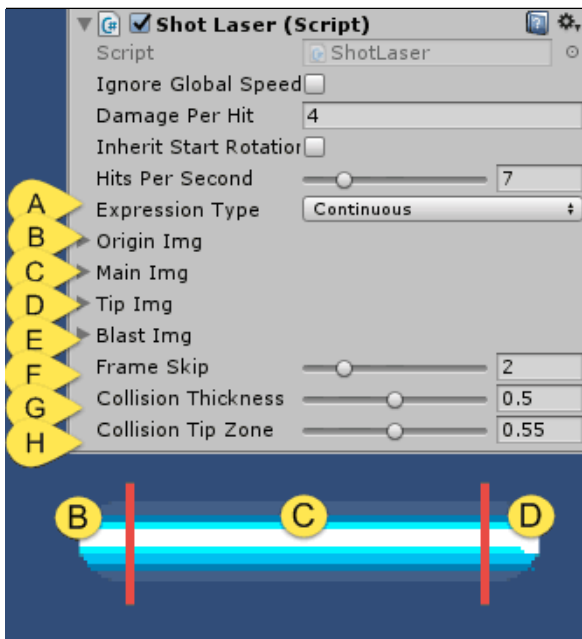 Shot Laser (Script)
Script ShotLaser
Ignore Global Speed
Damage Per Hit 4
Inherit Start Rotatior
Hits Per Second 7
A Expression Type Continuous
B Origin Img
C Main Img
D Tip Img
E Blast Img
F Frame Skip 2
G Collision Thickness 0.5
H Collision Tip Zone 0.55
B C D